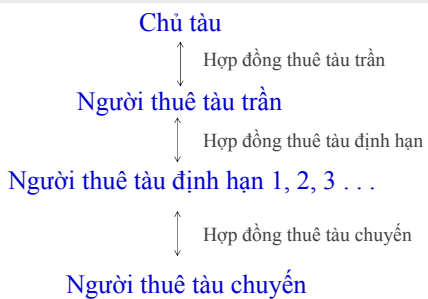 Chủ tàu
Hợp đồng thuê tàu trần
Người thuê tàu trần
Hợp đồng thuê tàu định hạn
Người thuê tàu định hạn 1, 2, 3 . . .
Hợp đồng thuê tàu chuyến
Người thuê tàu chuyến